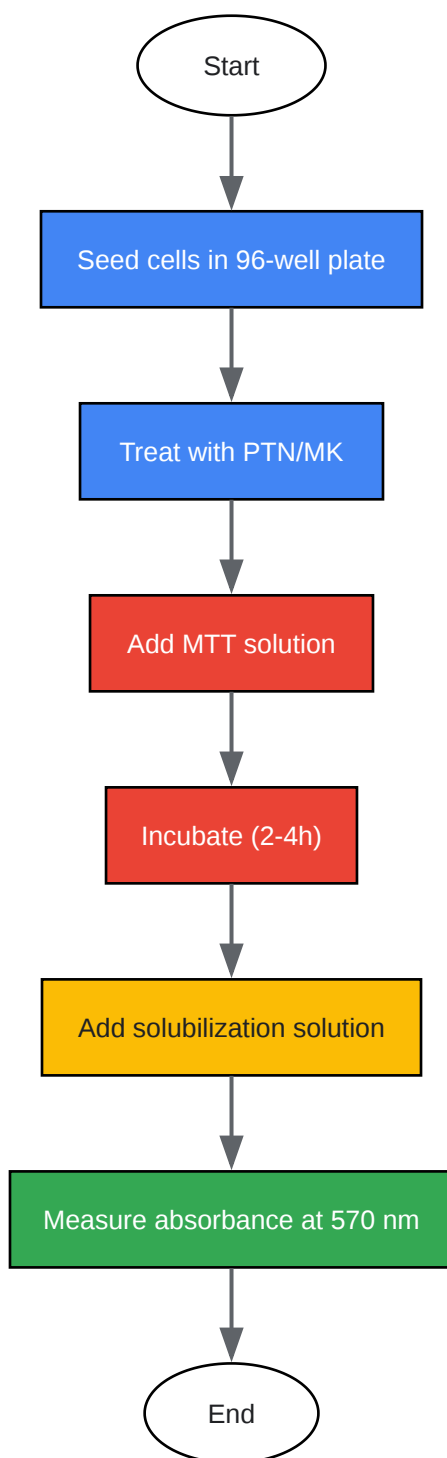 Start
Seed cells in 96-well plate
Treat with PTN/MK
Add MTT solution
Incubate (2-4h)
Add solubilization solution
Measure absorbance at 570 nm
End